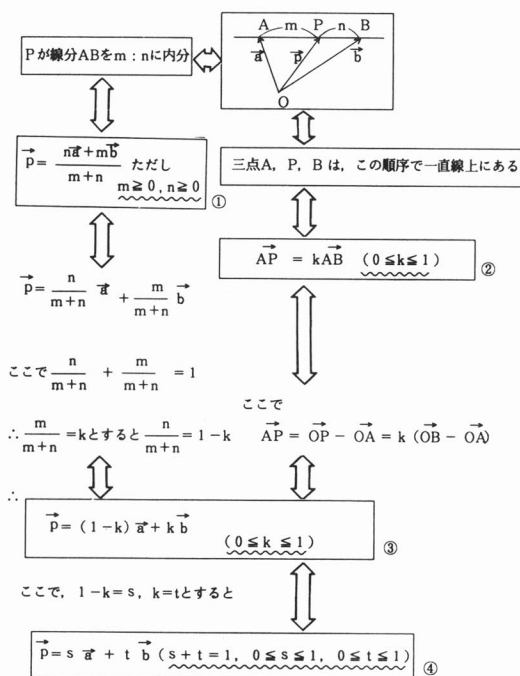 A m P n B
Pが線分ABをm：nに内分
a→ p→ b→
O
p→ = (na→ + mb→)/(m+n) ただし
m≧0, n≧0
①
三点A, P, Bは, この順序で一直線上にある
AP→ = kAB→ (0≦k≦1)
②
p→ = n/(m+n) a→ + m/(m+n) b→
ここで n/(m+n) + m/(m+n) = 1
ここで
∴ m/(m+n) = kとすると n/(m+n) = 1−k
AP→ = OP→ − OA→ = k (OB→ − OA→)
∴
p→ = (1−k) a→ + k b→
(0≦k≦1)
③
ここで, 1−k=s, k=tとすると
p→ = s a→ + t b→ (s+t=1, 0≦s≦1, 0≦t≦1)
④